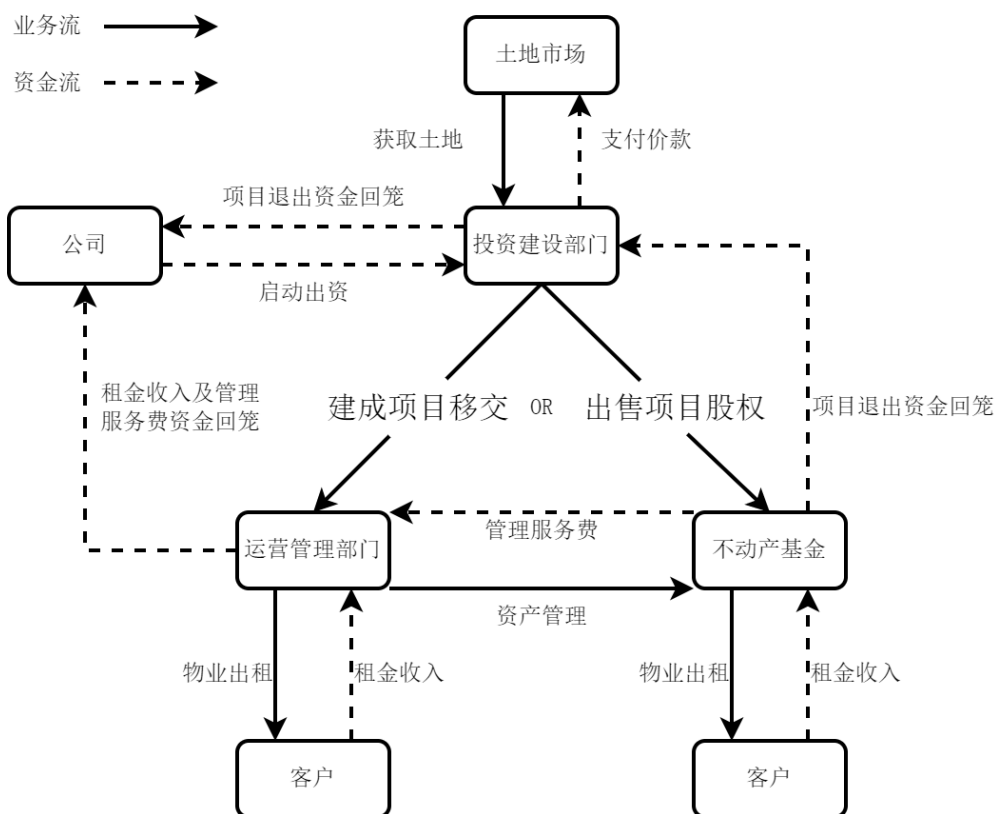 业务流
资金流
土地市场
获取土地
支付价款
项目退出资金回笼
公司
投资建设部门
启动出资
租金收入及管理
服务费资金回笼
建成项目移交 OR 出售项目股权
项目退出资金回笼
管理服务费
运营管理部门
不动产基金
资产管理
物业出租
租金收入
物业出租
租金收入
客户
客户